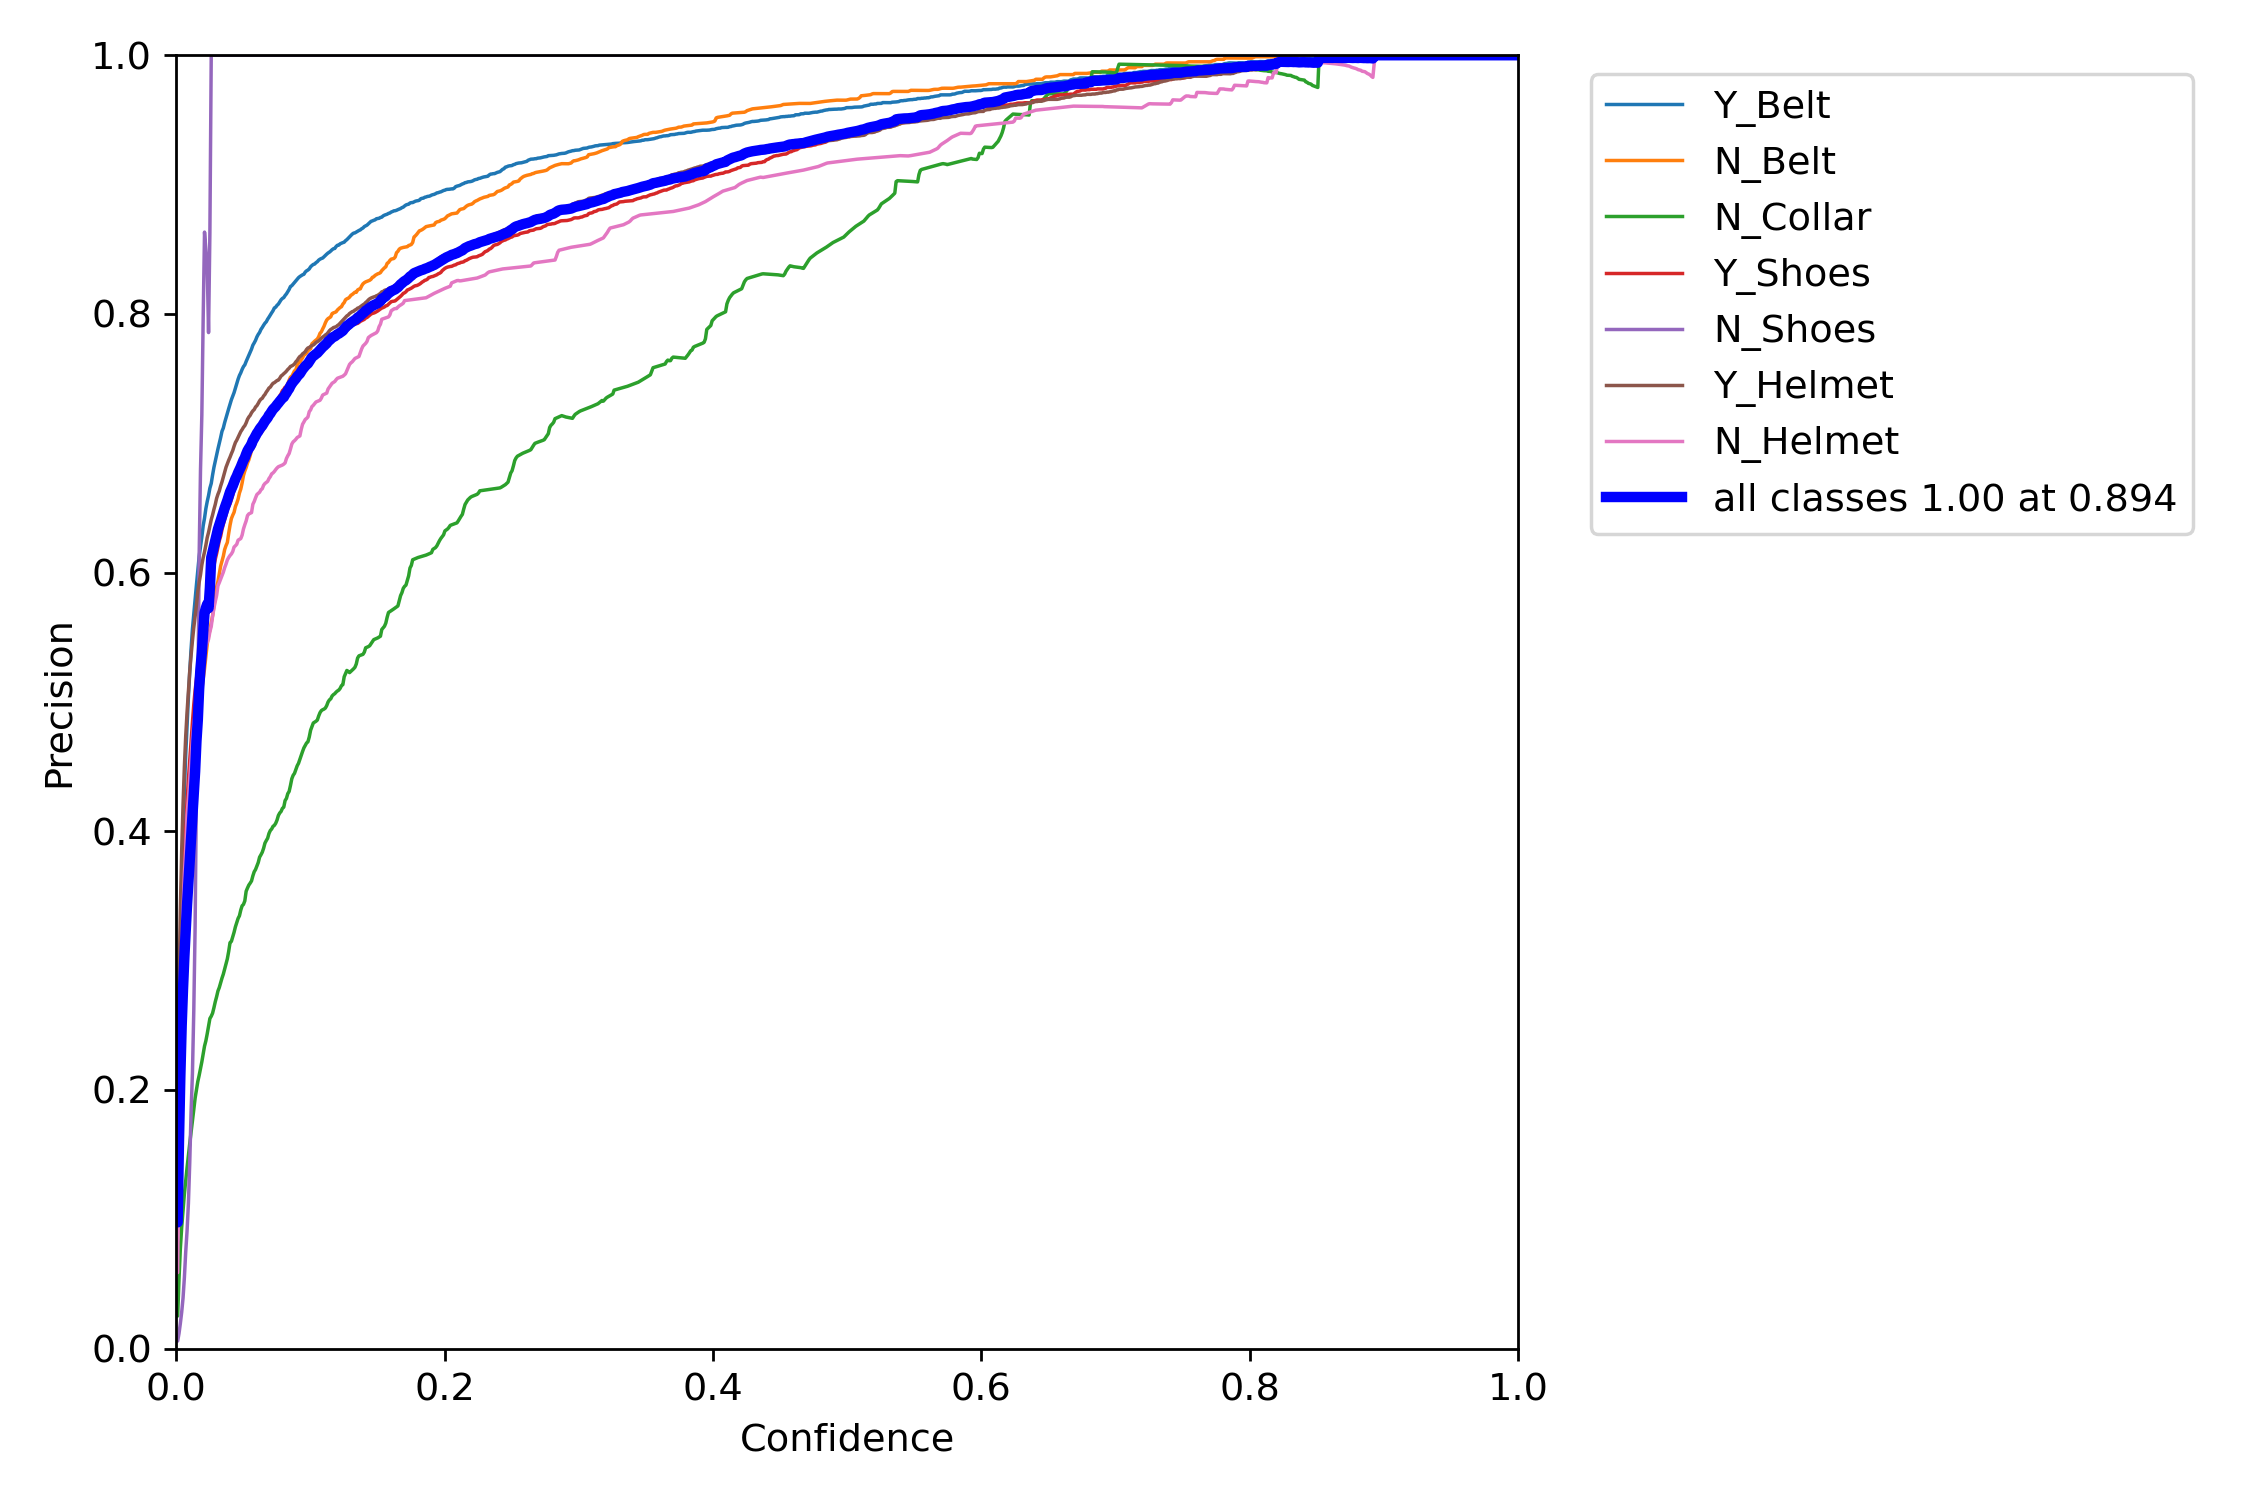 1.0
0.8
0.6
0.4
0.2
0.0
Precision
0.0 0.2 0.4 0.6 0.8 1.0
Confidence
Y_Belt
N_Belt
N_Collar
Y_Shoes
N_Shoes
Y_Helmet
N_Helmet
all classes 1.00 at 0.894